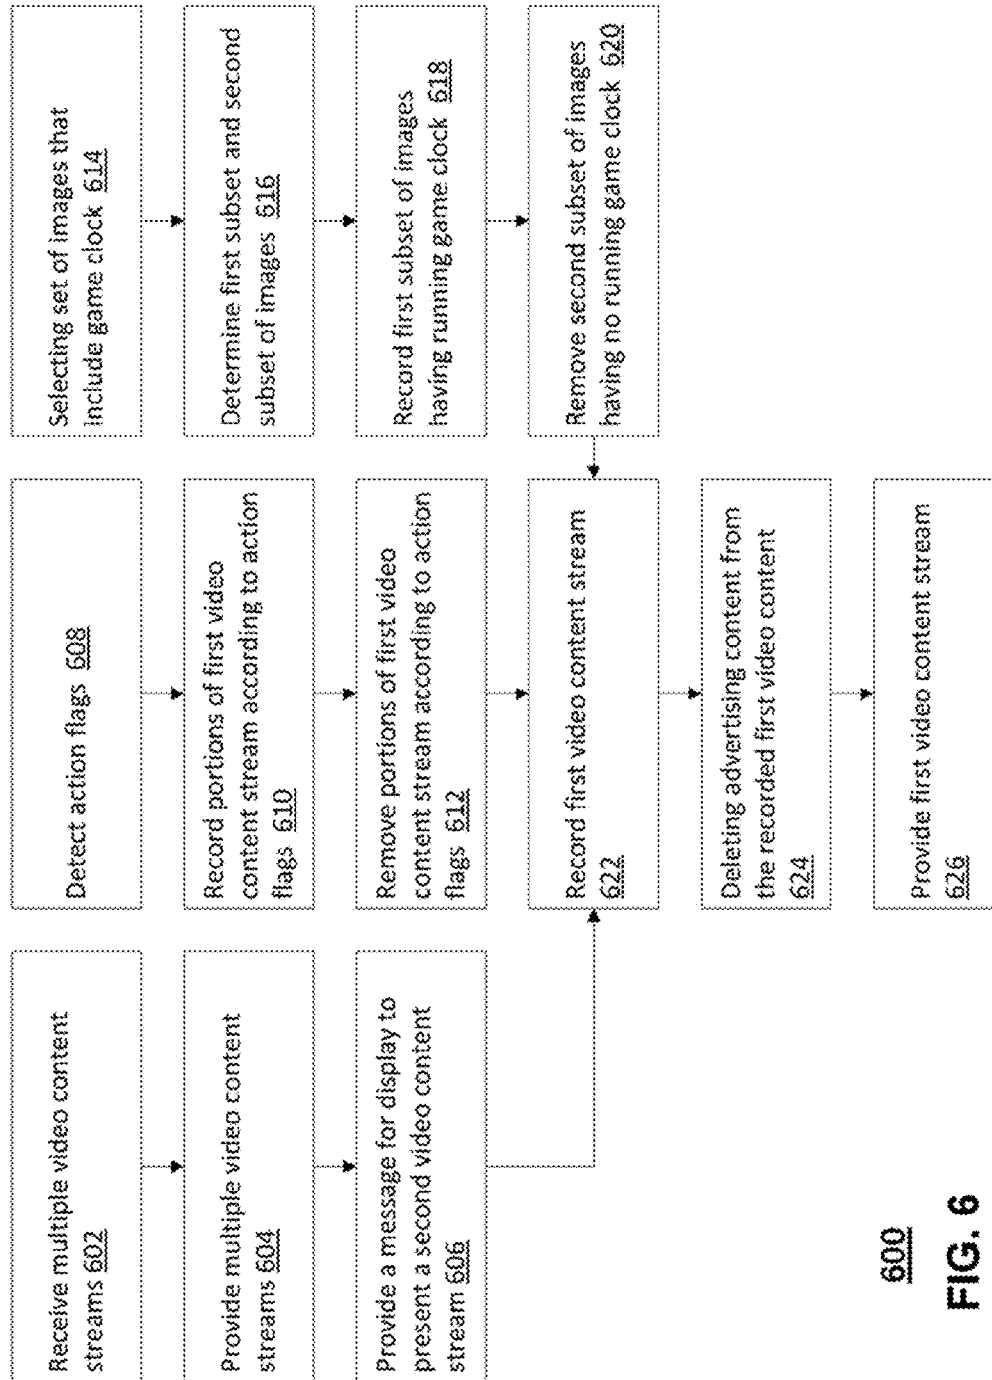 Receive multiple video content
streams 602
Provide multiple video content
streams 604
Provide a message for display to
present a second video content
stream 606
Detect action flags 608
Record portions of first video
content stream according to action
flags 610
Remove portions of first video
content stream according to action
flags 612
Record first video content stream
622
Deleting advertising content from
the recorded first video content
624
Provide first video content stream
626
Selecting set of images that
include game clock 614
Determine first subset and second
subset of images 616
Record first subset of images
having running game clock 618
Remove second subset of images
having no running game clock 620
600
FIG. 6